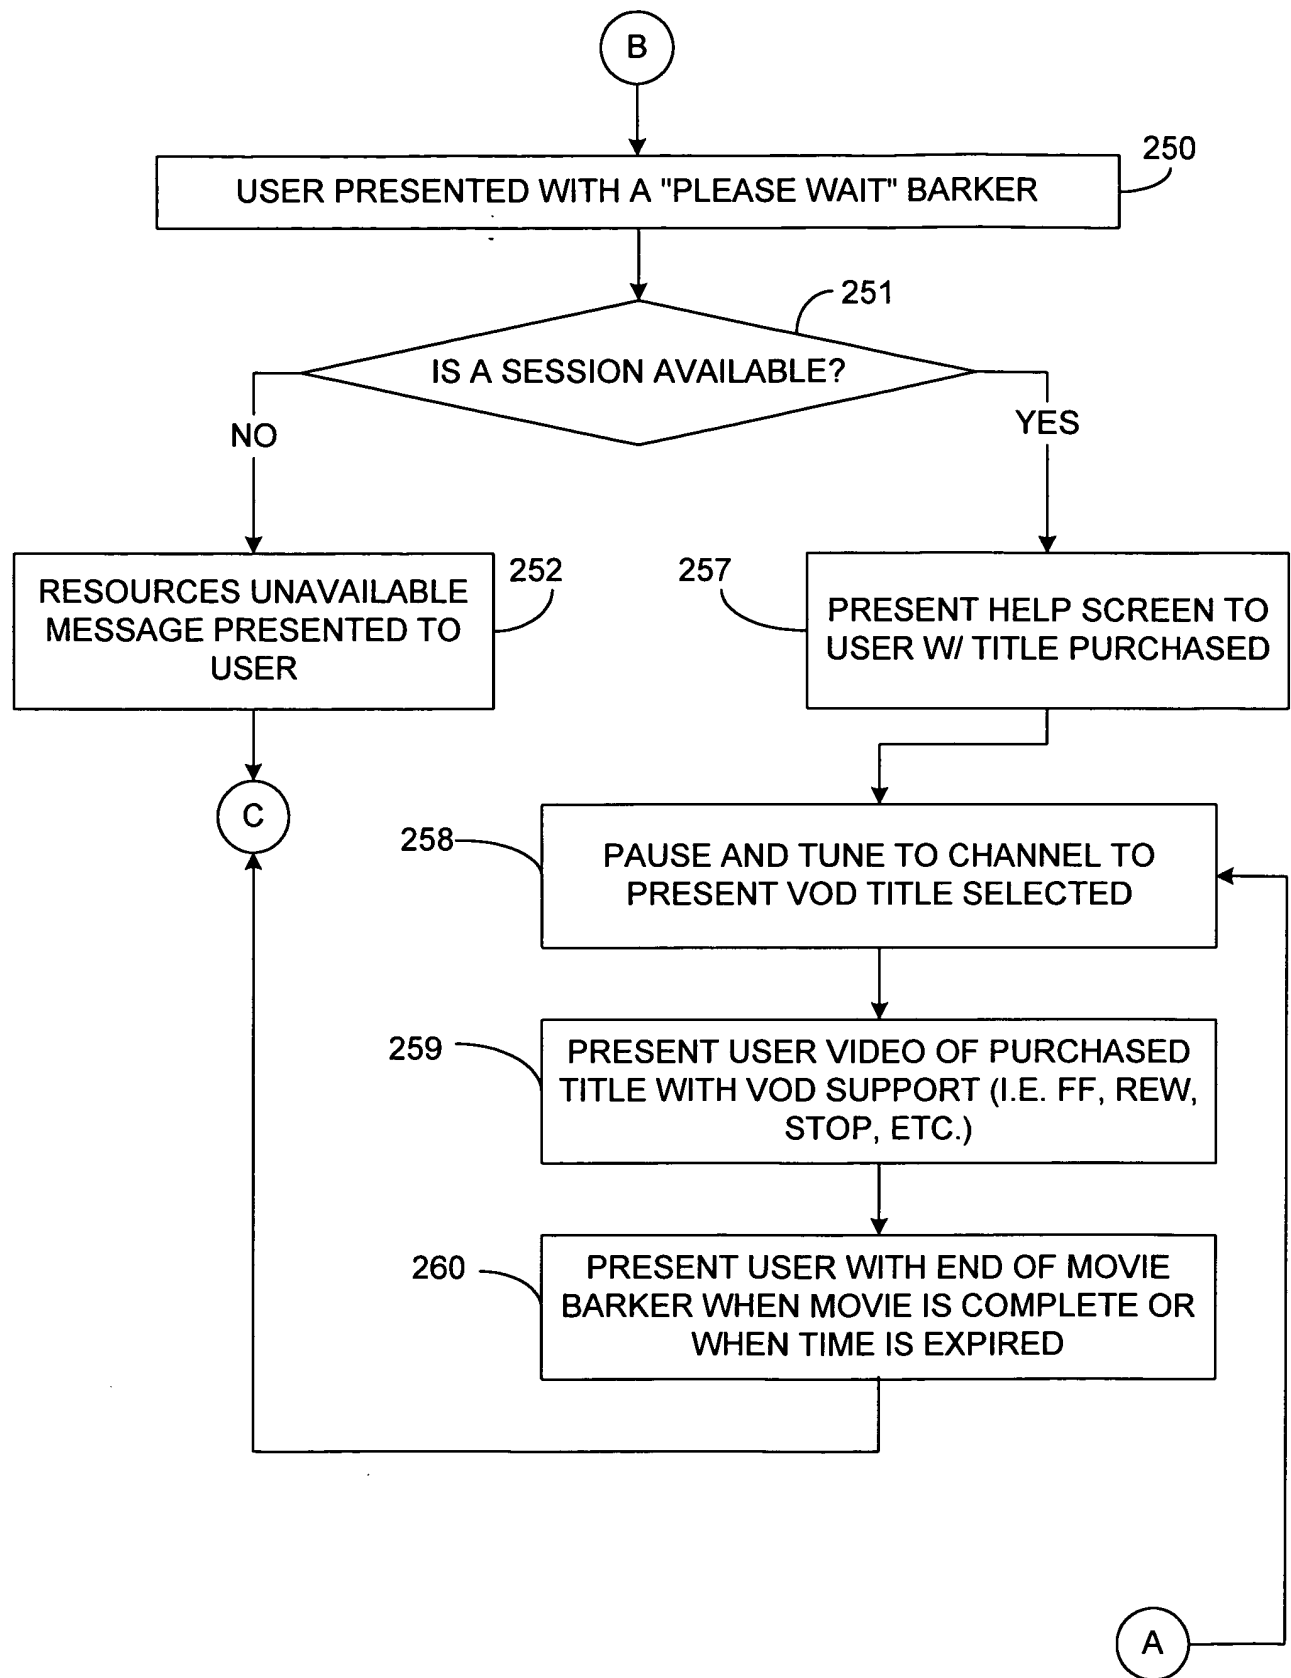 B
250
USER PRESENTED WITH A "PLEASE WAIT" BARKER
251
IS A SESSION AVAILABLE?
NO
YES
252
RESOURCES UNAVAILABLE
MESSAGE PRESENTED TO
USER
257
PRESENT HELP SCREEN TO
USER W/ TITLE PURCHASED
C
258
PAUSE AND TUNE TO CHANNEL TO
PRESENT VOD TITLE SELECTED
259
PRESENT USER VIDEO OF PURCHASED
TITLE WITH VOD SUPPORT (I.E. FF, REW,
STOP, ETC.)
260
PRESENT USER WITH END OF MOVIE
BARKER WHEN MOVIE IS COMPLETE OR
WHEN TIME IS EXPIRED
A